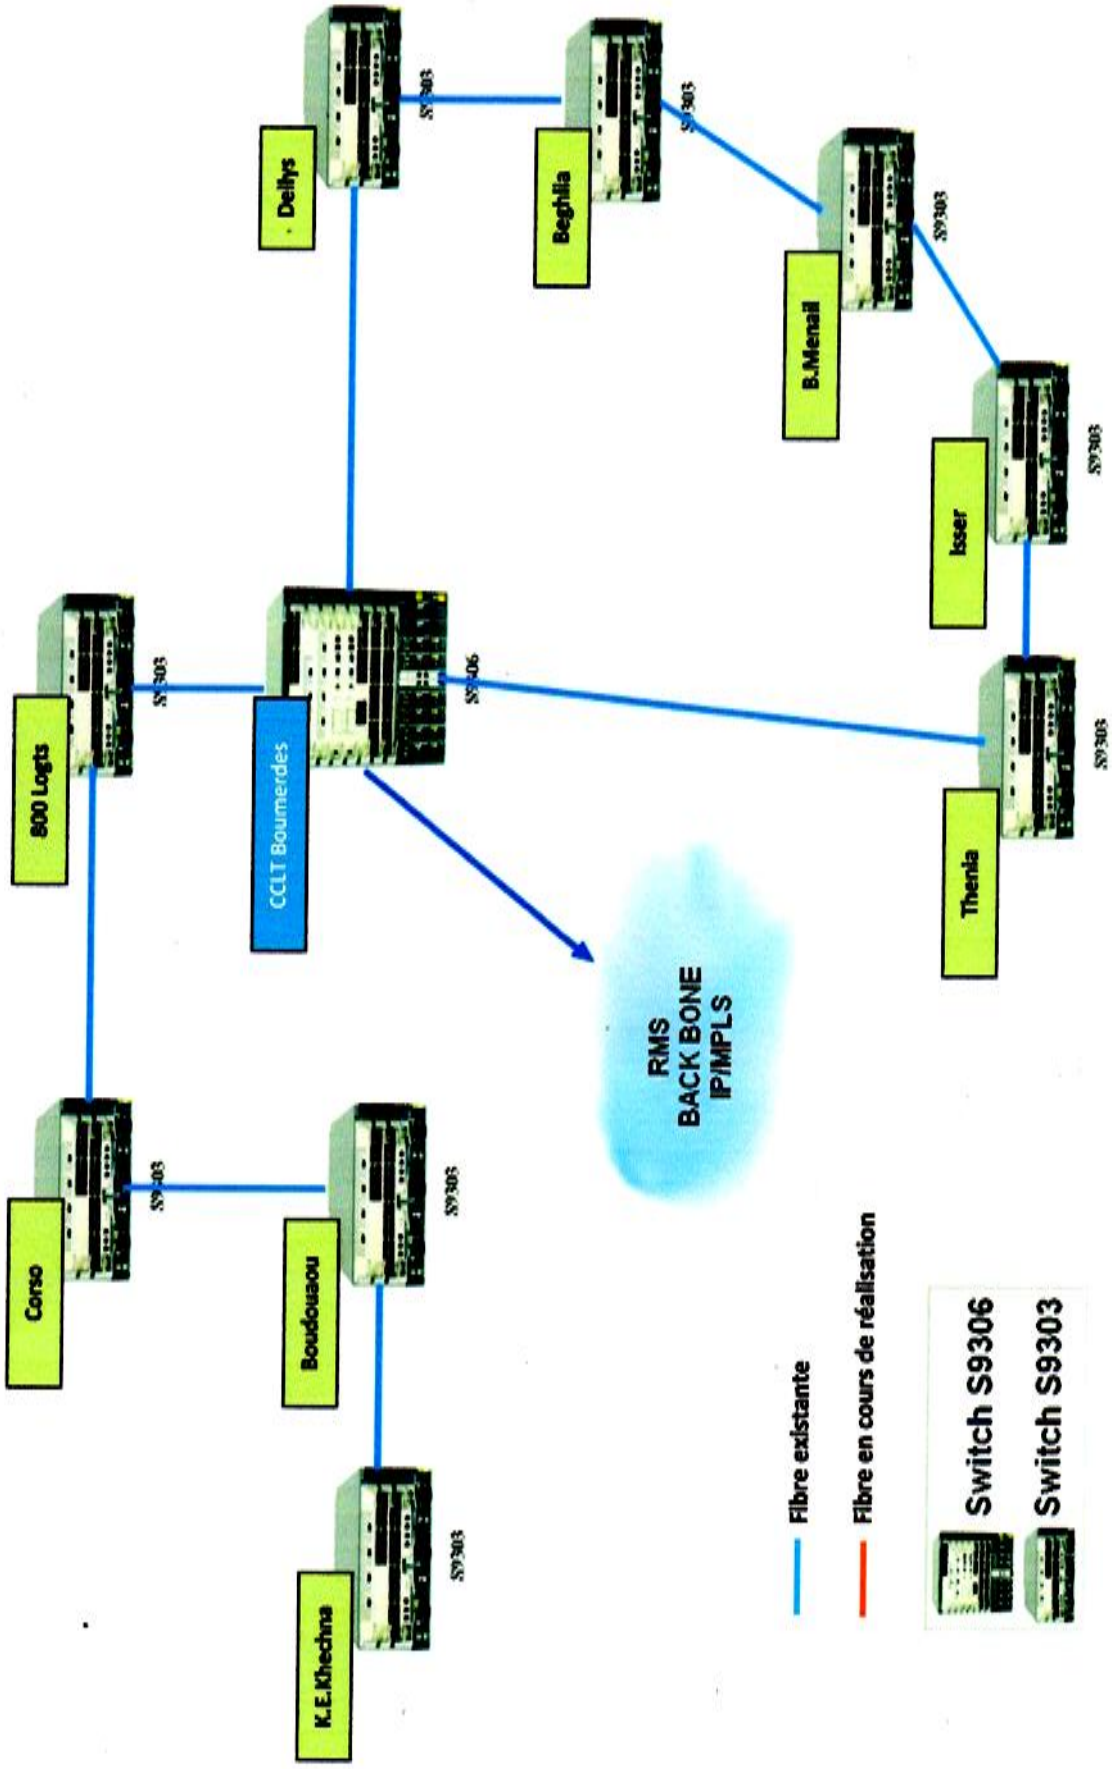 Corso
800 Logts
S9303
S9303
K.E.Khechna
Boudouaou
CCLT Boumerdes
Dellys
S9303
S9303
S9306
S9303
Beghlia
S9303
RMS
BACK BONE
IP/MPLS
B.Menail
S9303
Isser
Thenia
S9303
S9303
Fibre existante
Fibre en cours de réalisation
Switch S9306
Switch S9303